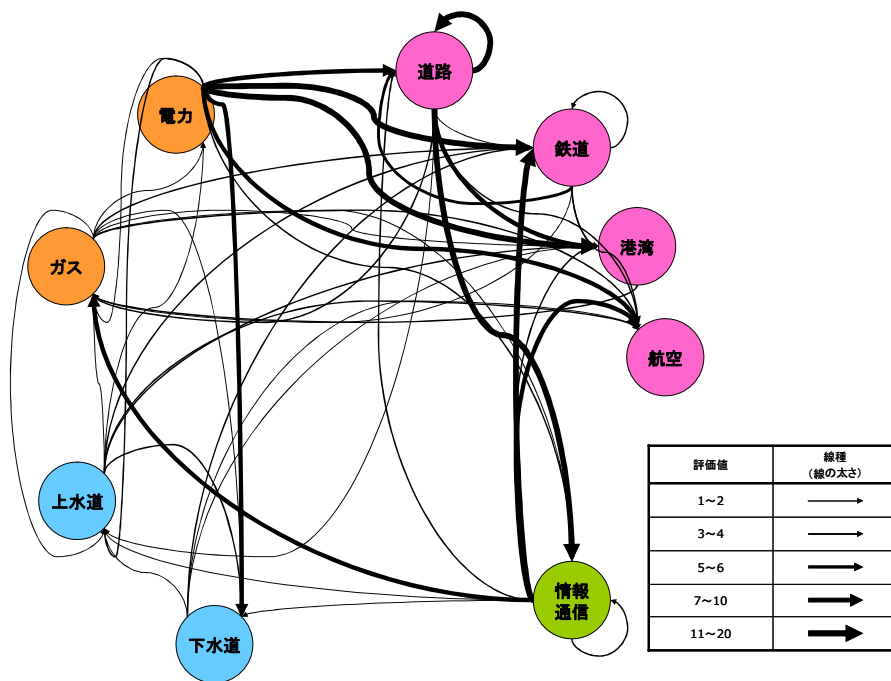 道路
電力
鉄道
港湾
ガス
航空
上水道
情報
通信
下水道
評価値
線種
(線の太さ)
1~2
3~4
5~6
7~10
11~20